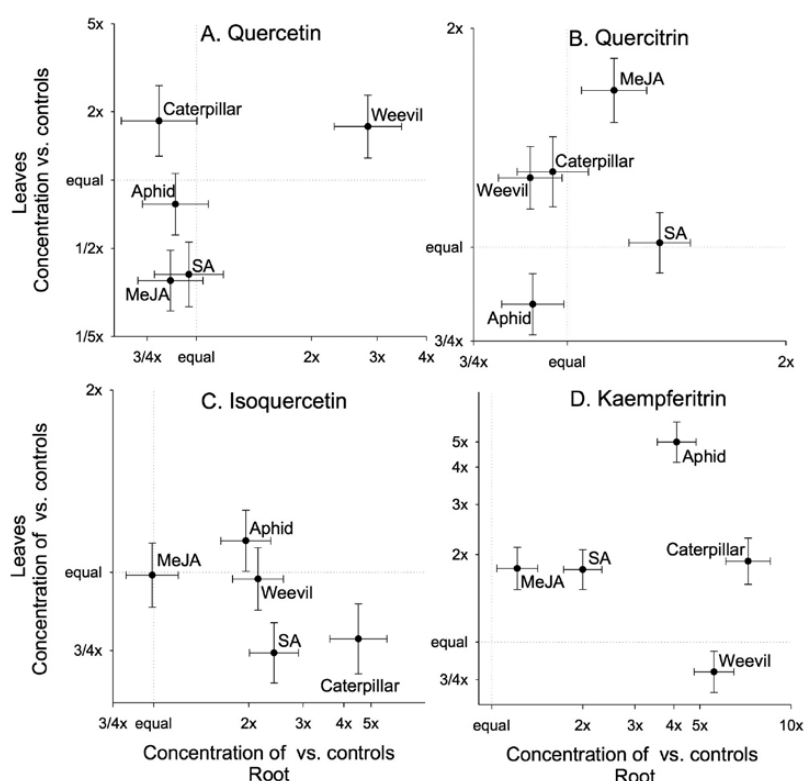 A. Quercetin
5x
2x
equal
1/2x
1/5x
Leaves
Concentration vs. controls
Caterpillar
Weevil
Aphid
SA
MeJA
3/4x equal 2x 3x 4x
B. Quercitrin
2x
equal
3/4x
MeJA
Caterpillar
Weevil
SA
Aphid
3/4x equal 2x
C. Isoquercetin
2x
equal
3/4x
Leaves
Concentration of vs. controls
MeJA
Aphid
Weevil
SA
Caterpillar
3/4x equal 2x 3x 4x 5x
Concentration of vs. controls
Root
D. Kaempferitrin
5x
4x
3x
2x
equal
3/4x
Aphid
Caterpillar
SA
MeJA
Weevil
equal 2x 3x 4x 5x 10x
Concentration of vs. controls
Root